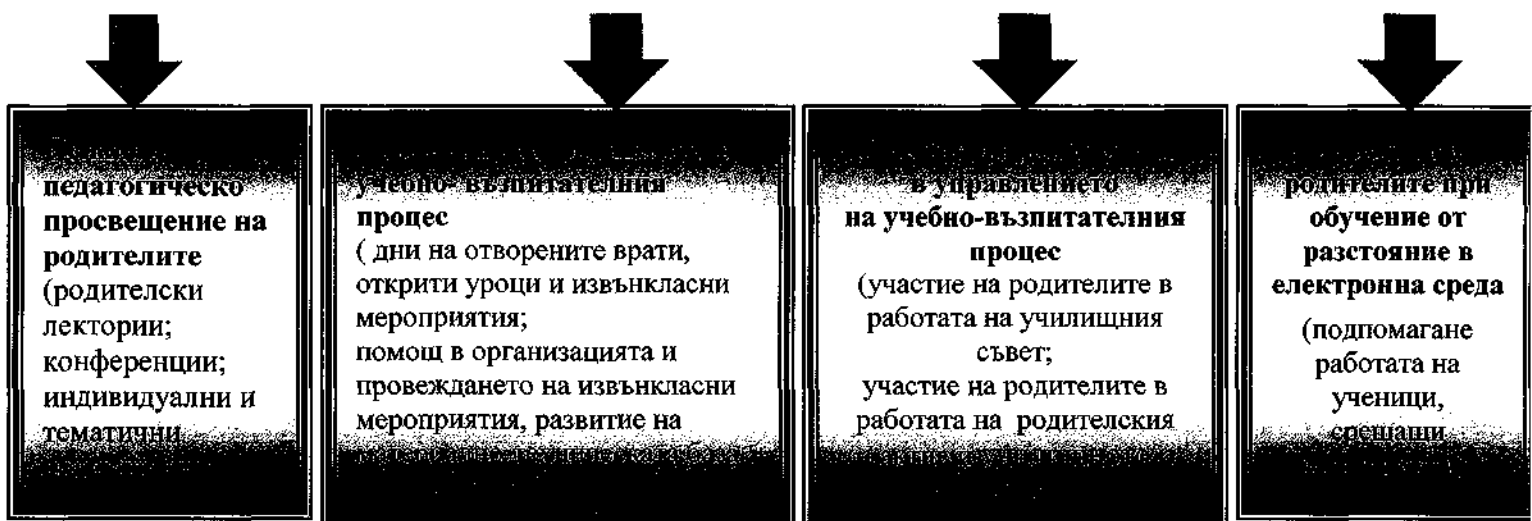 педагогическо
просвещение на
родителите
(родителски
лектории;
конференции;
индивидуални и
тематични
учебно- възпитателния
процес
( дни на отворените врати,
открити уроци и извънкласни
мероприятия;
помощ в организацията и
провеждането на извънкласни
мероприятия, развитие на
в управлението
на учебно-възпитателния
процес
(участие на родителите в
работата на училищния
съвет;
участие на родителите в
работата на родителския
родителите при
обучение от
разстояние в
електронна среда
(подпомагане
работата на
ученици,
срещащи